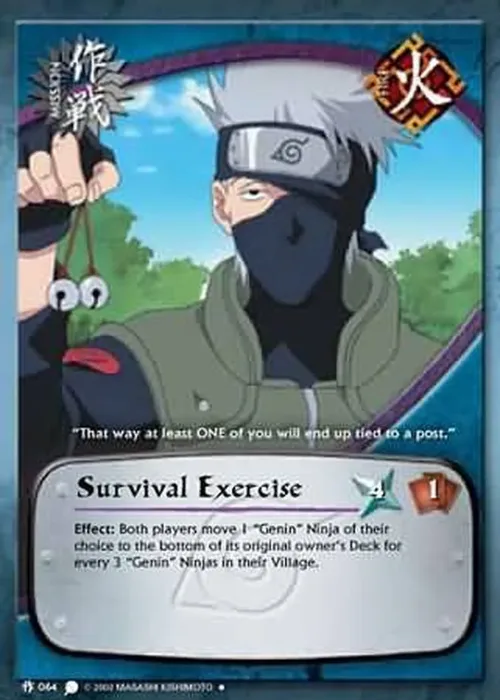 作戦
MISSION
火
FIRE
"That way at least ONE of you will end up tied to a post."
Survival Exercise
4
1
Effect: Both players move 1 "Genin" Ninja of their
choice to the bottom of its original owner's Deck for
every 3 "Genin" Ninjas in their Village.
064
© 2002 MASASHI KISHIMOTO